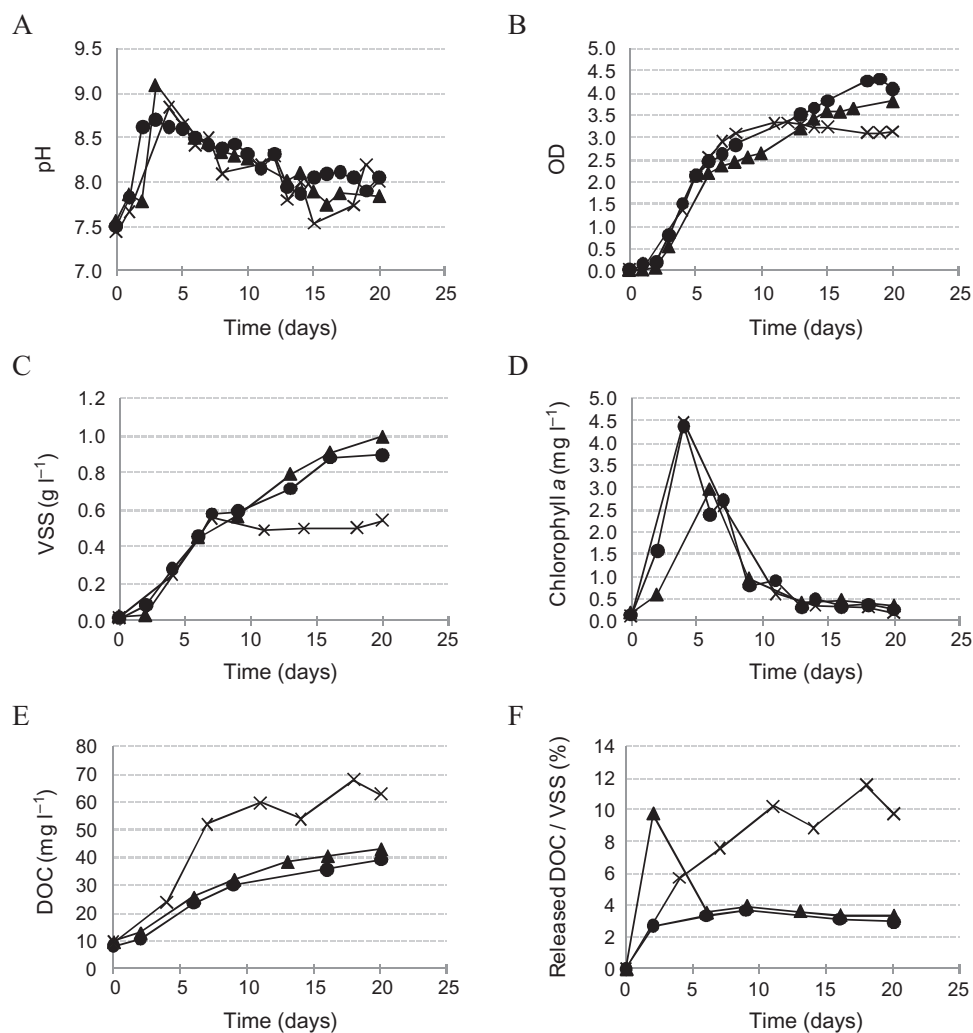 A
pH
9.5
9.0
8.5
8.0
7.5
7.0
0 5 10 15 20 25
Time (days)
B
OD
5.0
4.5
4.0
3.5
3.0
2.5
2.0
1.5
1.0
0.5
0.0
0 5 10 15 20 25
Time (days)
C
VSS (g l⁻¹)
1.2
1.0
0.8
0.6
0.4
0.2
0.0
0 5 10 15 20 25
Time (days)
D
Chlorophyll a (mg l⁻¹)
5.0
4.5
4.0
3.5
3.0
2.5
2.0
1.5
1.0
0.5
0.0
0 5 10 15 20 25
Time (days)
E
DOC (mg l⁻¹)
80
70
60
50
40
30
20
10
0
0 5 10 15 20 25
Time (days)
F
Released DOC / VSS (%)
14
12
10
8
6
4
2
0
0 5 10 15 20 25
Time (days)